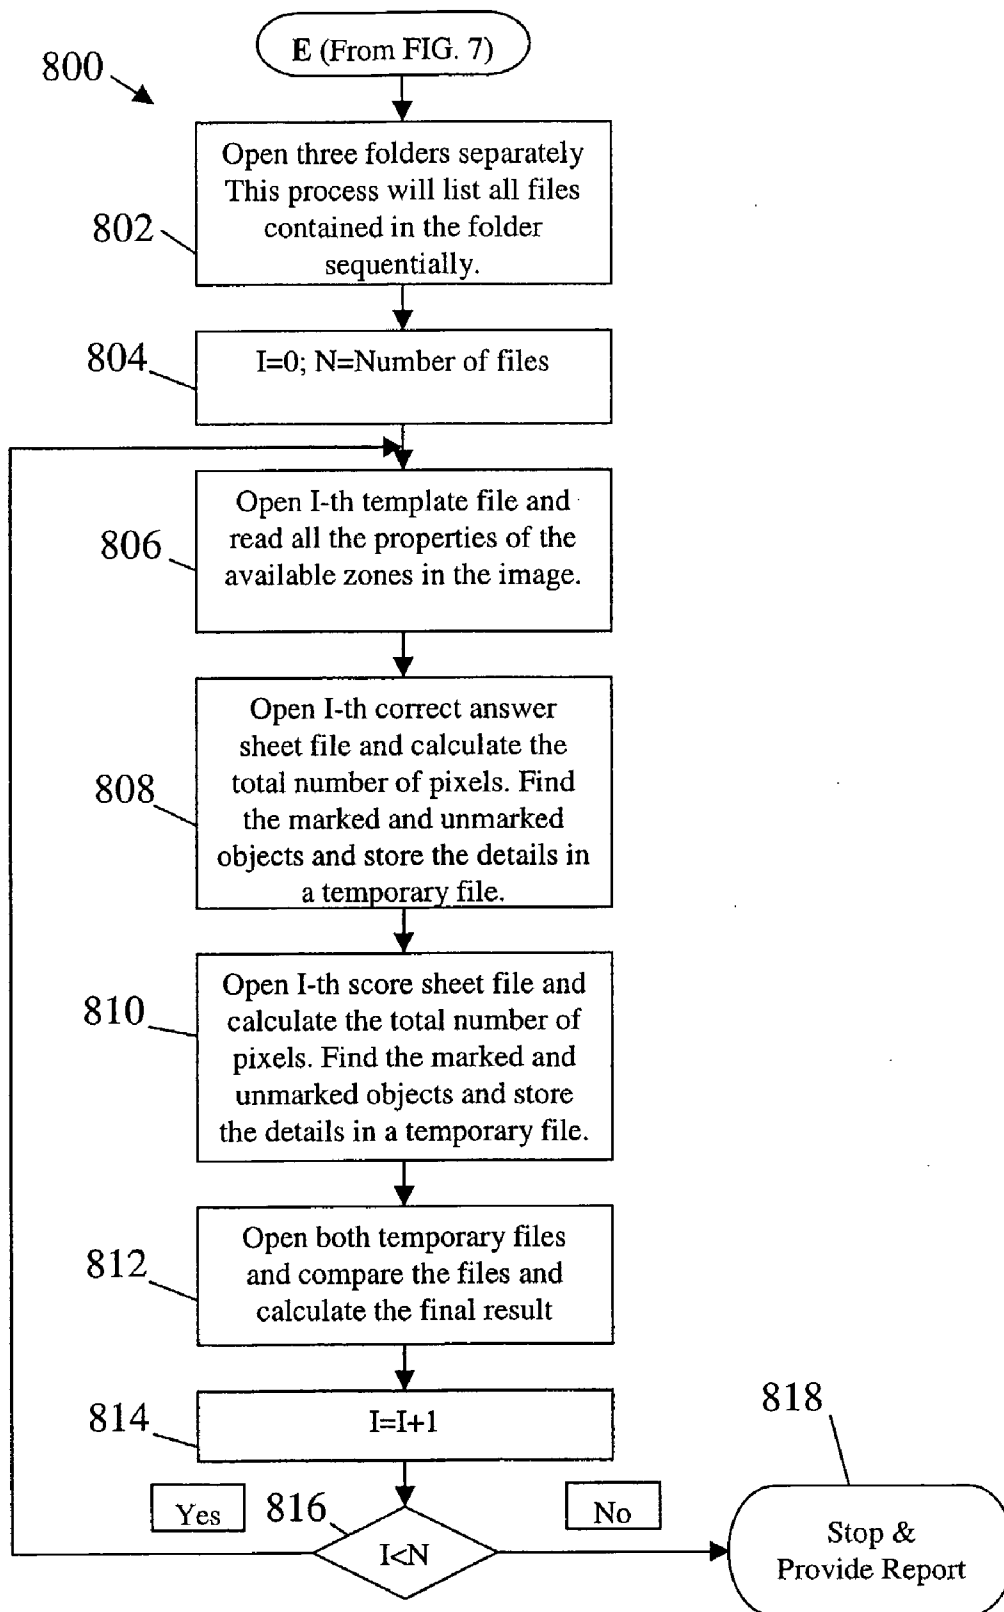 E (From FIG. 7)
800
Open three folders separately
This process will list all files
contained in the folder
sequentially.
802
I=0; N=Number of files
804
Open I-th template file and
read all the properties of the
available zones in the image.
806
Open I-th correct answer
sheet file and calculate the
total number of pixels. Find
the marked and unmarked
objects and store the details in
a temporary file.
808
Open I-th score sheet file and
calculate the total number of
pixels. Find the marked and
unmarked objects and store
the details in a temporary file.
810
Open both temporary files
and compare the files and
calculate the final result
812
I=I+1
814
818
Yes
816
No
I<N
Stop &
Provide Report